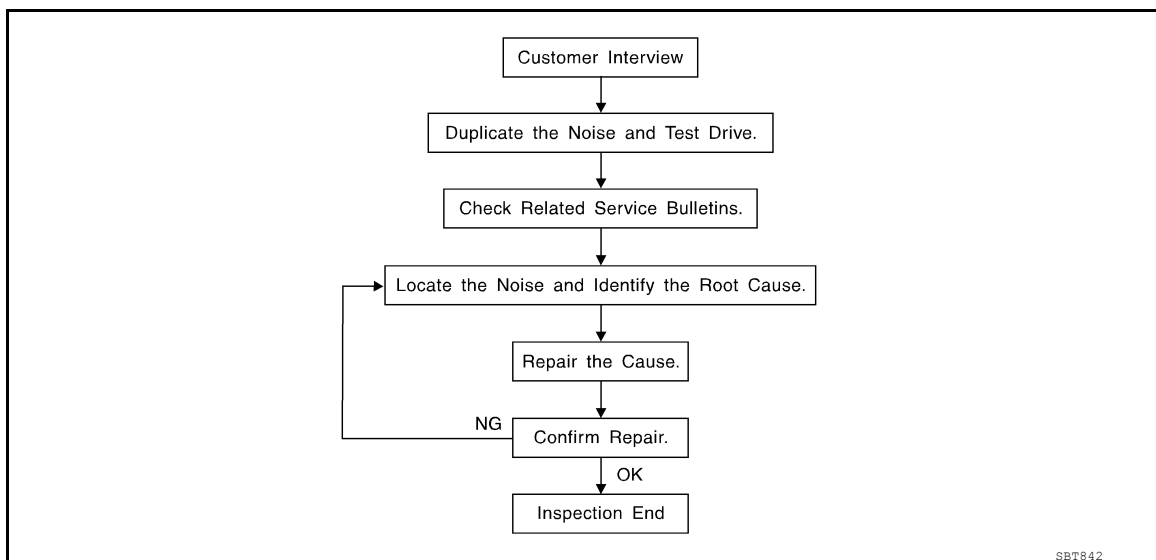 Customer Interview
Duplicate the Noise and Test Drive.
Check Related Service Bulletins.
Locate the Noise and Identify the Root Cause.
Repair the Cause.
NG
Confirm Repair.
OK
Inspection End
SBT842